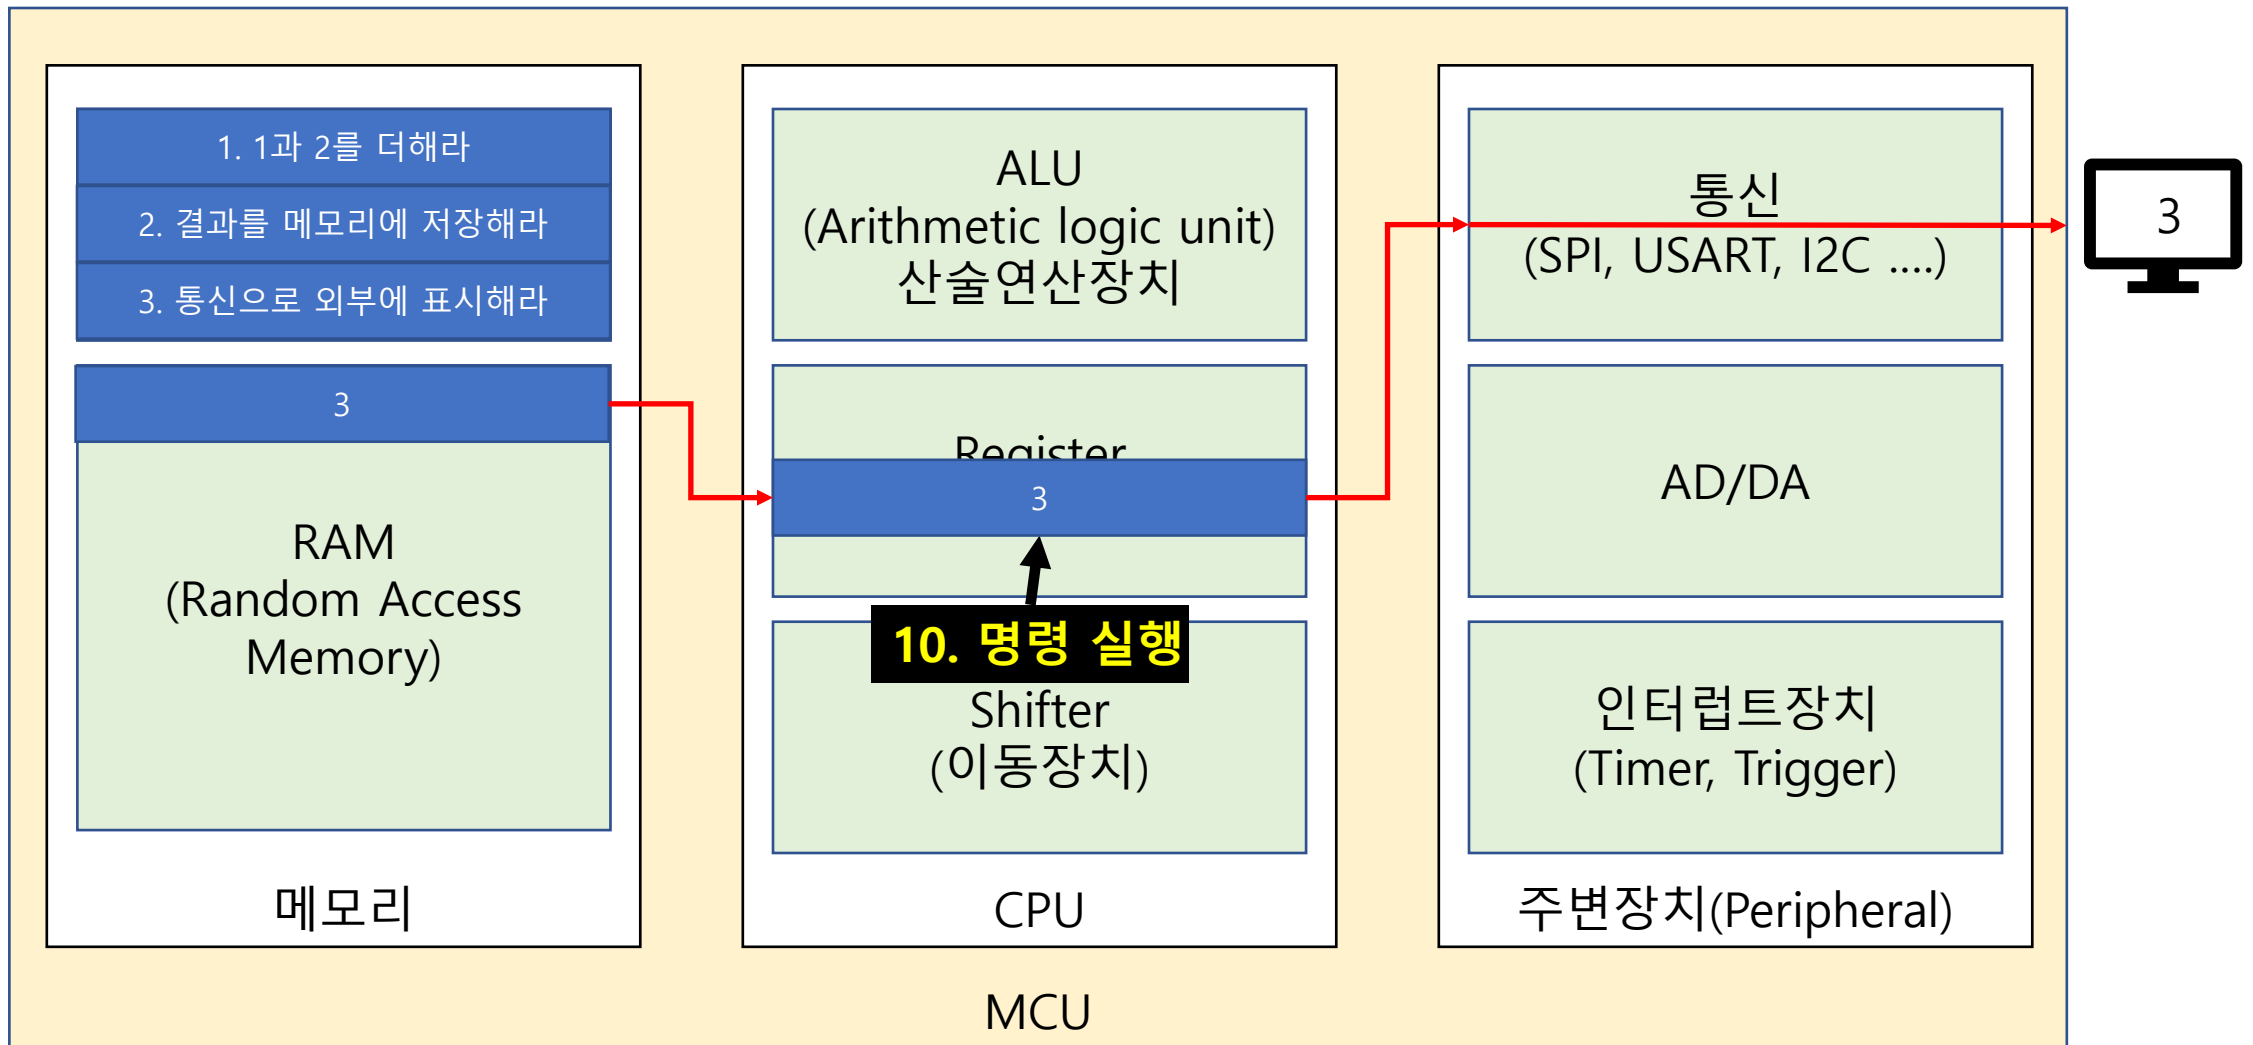 1. 1과 2를 더해라
2. 결과를 메모리에 저장해라
3. 통신으로 외부에 표시해라
3
RAM
(Random Access
Memory)
메모리
ALU
(Arithmetic logic unit)
산술연산장치
Register
3
10. 명령 실행
Shifter
(이동장치)
CPU
통신
(SPI, USART, I2C ....)
AD/DA
인터럽트장치
(Timer, Trigger)
주변장치(Peripheral)
3
MCU